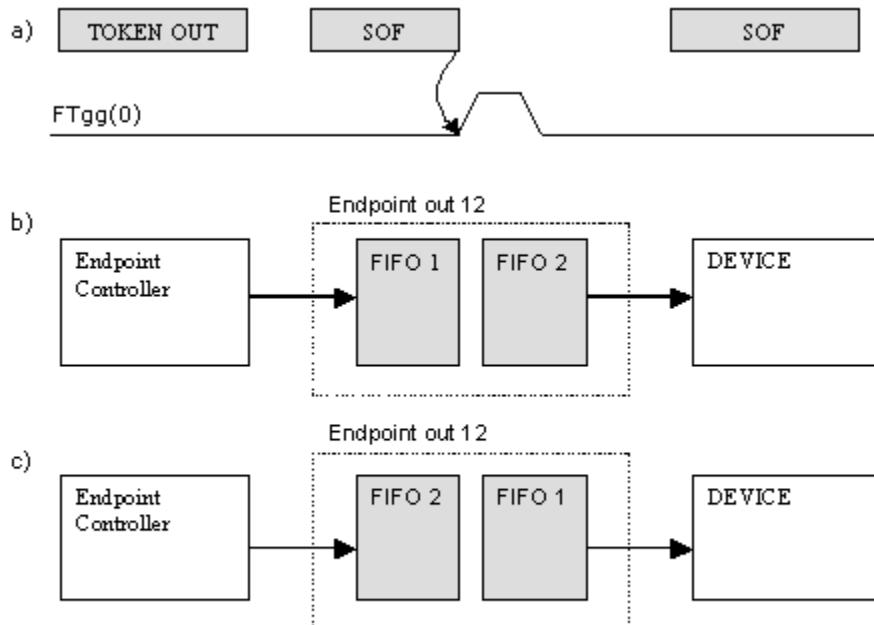 a)
TOKEN OUT
SOF
SOF
FTgg(0)
b)
Endpoint out 12
Endpoint
Controller
FIFO 1
FIFO 2
DEVICE
c)
Endpoint out 12
Endpoint
Controller
FIFO 2
FIFO 1
DEVICE